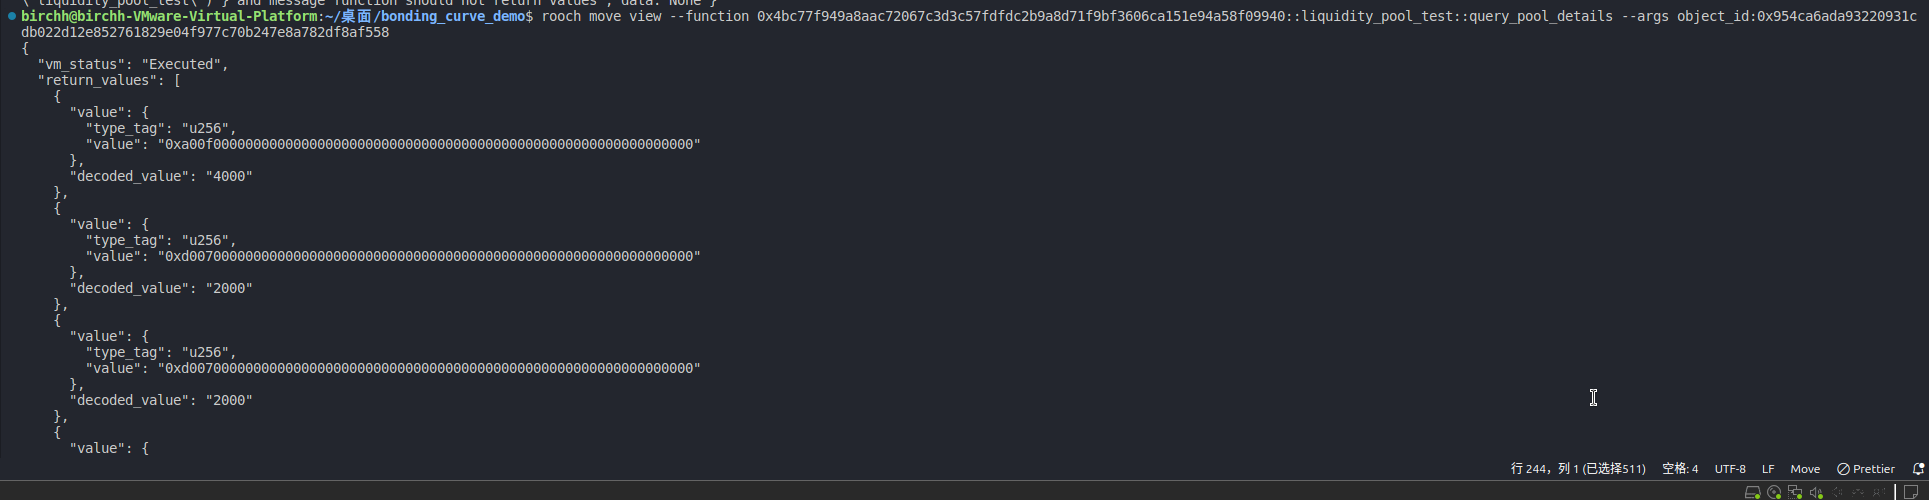 \"liquidity_pool_test\") } and message function should not return values", data: None }
birchh@birchh-VMware-Virtual-Platform:~/桌面/bonding_curve_demo$ rooch move view --function 0x4bc77f949a8aac72067c3d3c57fdfdc2b9a8d71f9bf3606ca151e94a58f09940::liquidity_pool_test::query_pool_details --args object_id:0x954ca6ada93220931c
db022d12e852761829e04f977c70b247e8a782df8af558
{
"vm_status": "Executed",
"return_values": [
{
"value": {
"type_tag": "u256",
"value": "0xa00f000000000000000000000000000000000000000000000000000000000000"
},
"decoded_value": "4000"
},
{
"value": {
"type_tag": "u256",
"value": "0xd007000000000000000000000000000000000000000000000000000000000000"
},
"decoded_value": "2000"
},
{
"value": {
"type_tag": "u256",
"value": "0xd007000000000000000000000000000000000000000000000000000000000000"
},
"decoded_value": "2000"
},
{
"value": {
行 244，列 1 (已选择511) 空格: 4 UTF-8 LF Move Prettier